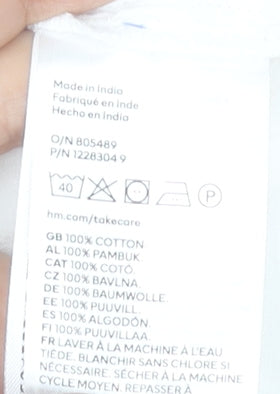 Made in India
Fabriqué en Inde
Hecho en India
O/N 805489
P/N 1228304 9
40 P
hm.com/takecare
GB 100% COTTON
AL 100% PAMBUK
CAT 100% COTÓ.
CZ 100% BAVLNA.
DE 100% BAUMWOLLE.
EE 100% PUUVILL.
ES 100% ALGODÓN.
FI 100% PUUVILLAA.
FR LAVER À LA MACHINE À L'EAU
TIÈDE. BLANCHIR SANS CHLORE SI
NÉCESSAIRE. SÉCHER À LA MACHINE
CYCLE MOYEN. REPASSER À